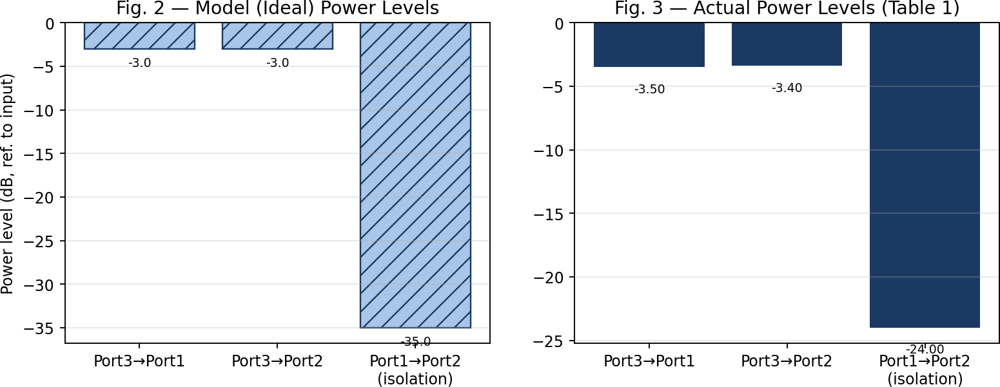 Fig. 2 — Model (Ideal) Power Levels
Power level (dB, ref. to input)
0
−5
−10
−15
−20
−25
−30
−35
-3.0
-3.0
-35.0
Port3→Port1
Port3→Port2
Port1→Port2
(isolation)
Fig. 3 — Actual Power Levels (Table 1)
0
−5
−10
−15
−20
−25
-3.50
-3.40
-24.00
Port3→Port1
Port3→Port2
Port1→Port2
(isolation)